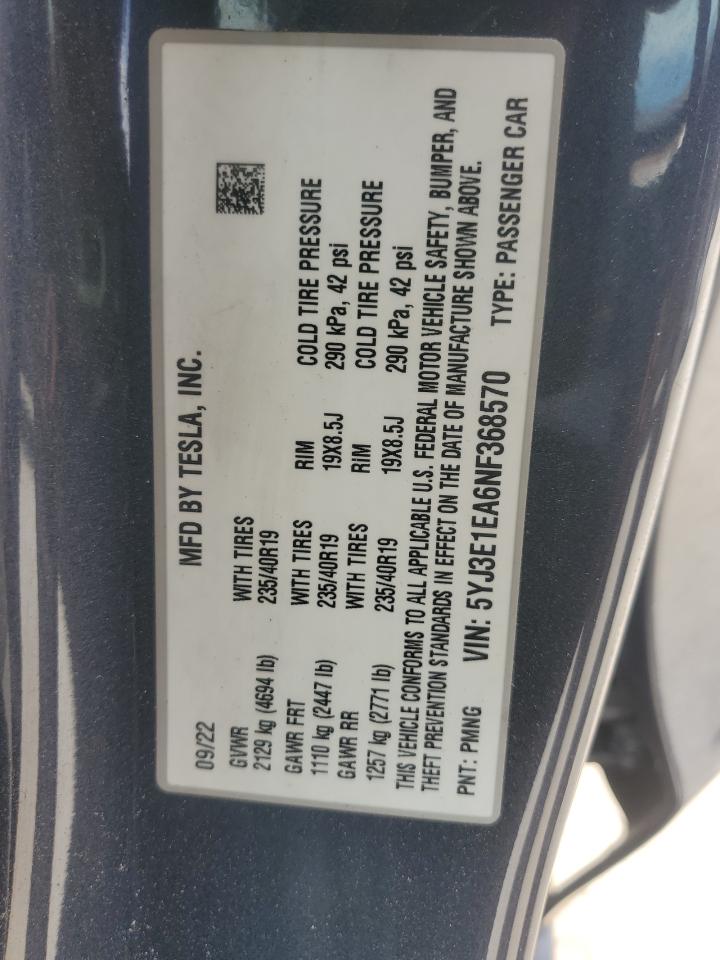 MFD BY TESLA, INC.
09/22
GVWR WITH TIRES
2129 kg (4694 lb) 235/40R19
GAWR FRT WITH TIRES RIM COLD TIRE PRESSURE
1110 kg (2447 lb) 235/40R19 19X8.5J 290 kPa, 42 psi
GAWR RR WITH TIRES RIM COLD TIRE PRESSURE
1257 kg (2771 lb) 235/40R19 19X8.5J 290 kPa, 42 psi
THIS VEHICLE CONFORMS TO ALL APPLICABLE U.S. FEDERAL MOTOR VEHICLE SAFETY, BUMPER, AND
THEFT PREVENTION STANDARDS IN EFFECT ON THE DATE OF MANUFACTURE SHOWN ABOVE.
PNT: PMNG VIN: 5YJ3E1EA6NF368570 TYPE: PASSENGER CAR